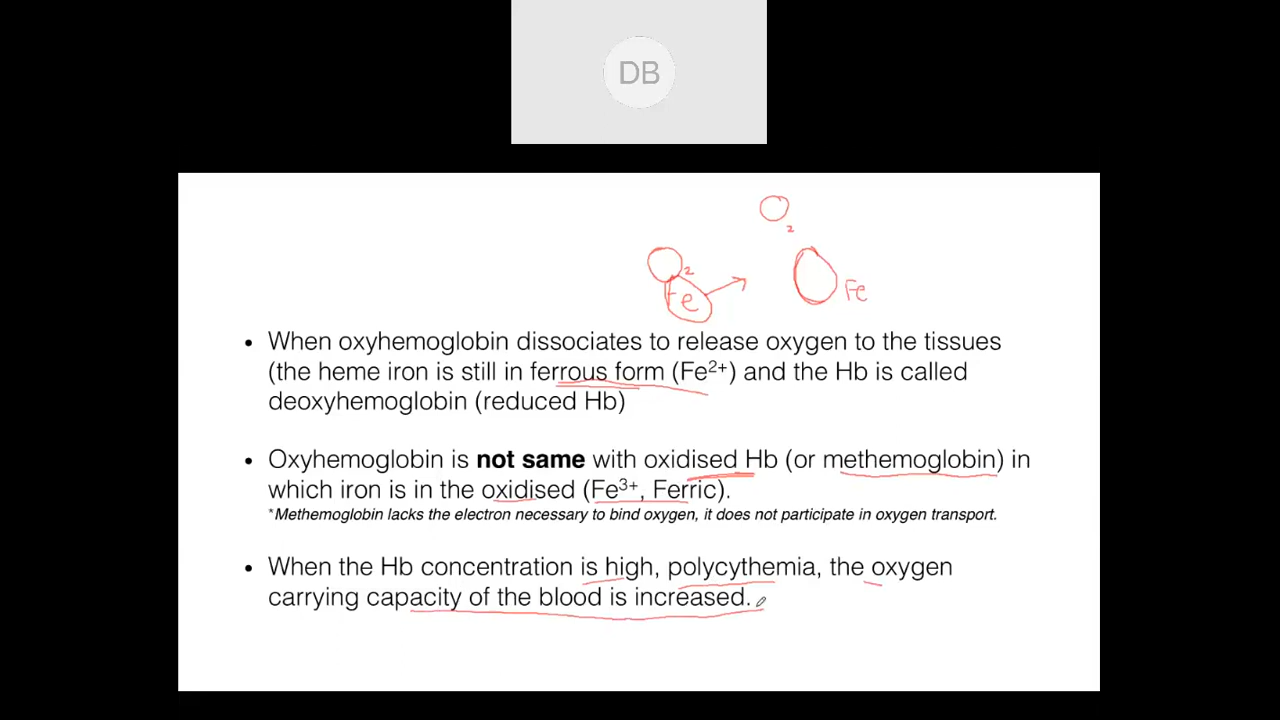 DB
O2
O2
Fe
Fe
• When oxyhemoglobin dissociates to release oxygen to the tissues
(the heme iron is still in ferrous form (Fe²⁺) and the Hb is called
deoxyhemoglobin (reduced Hb)
• Oxyhemoglobin is not same with oxidised Hb (or methemoglobin) in
which iron is in the oxidised (Fe³⁺, Ferric).
*Methemoglobin lacks the electron necessary to bind oxygen, it does not participate in oxygen transport.
• When the Hb concentration is high, polycythemia, the oxygen
carrying capacity of the blood is increased.